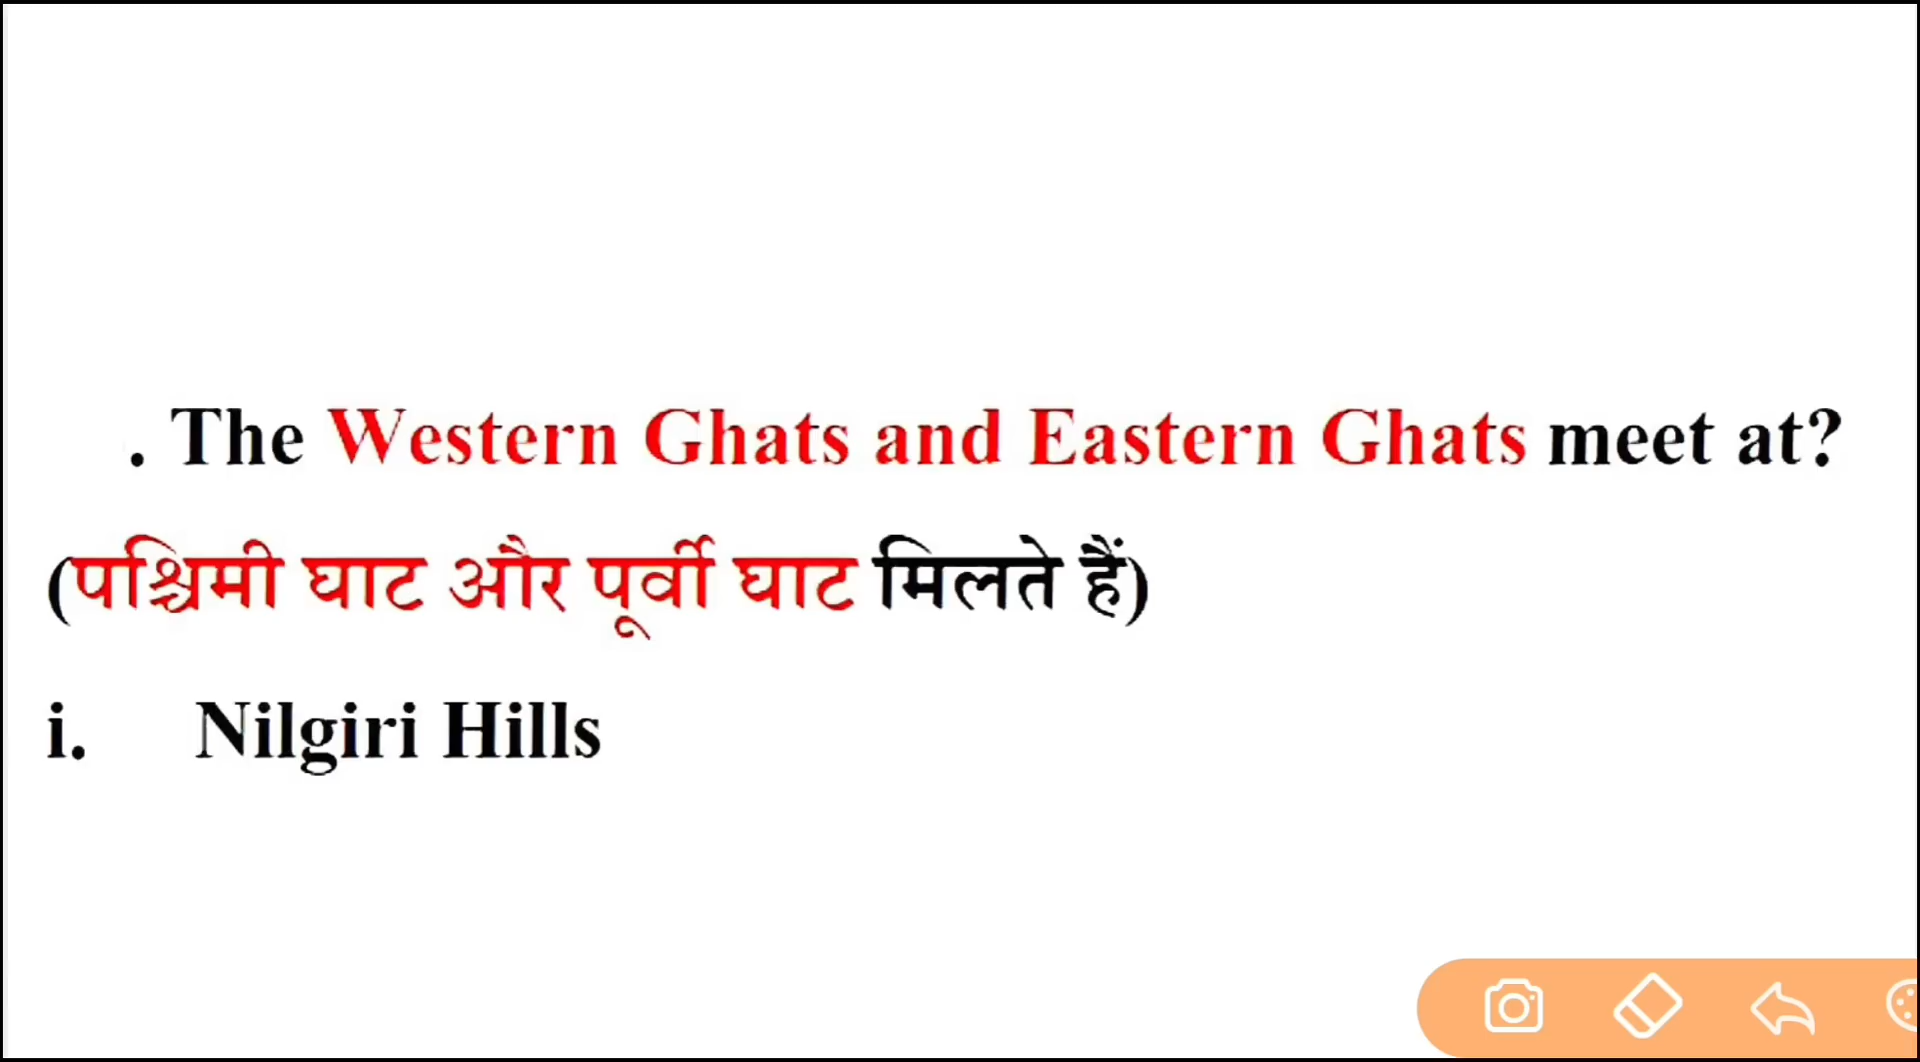 . The Western Ghats and Eastern Ghats meet at?
(पश्चिमी घाट और पूर्वी घाट मिलते हैं)
i. Nilgiri Hills